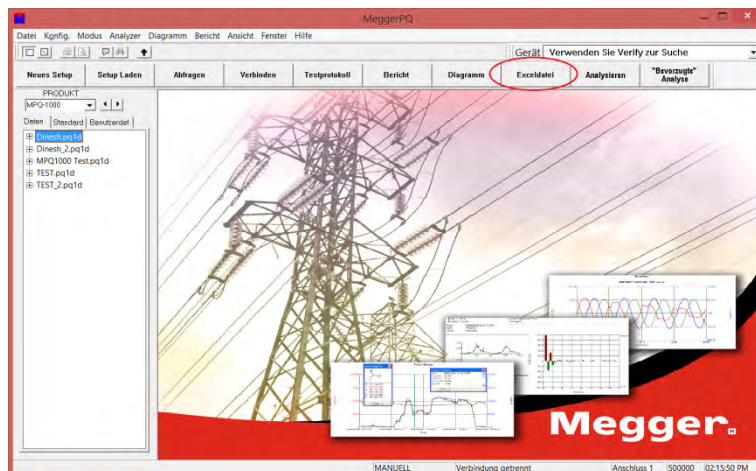 MeggerPQ
Datei Konfig. Modus Analyzer Diagramm Bericht Ansicht Fenster Hilfe
Gerät Verwenden Sie Verify zur Suche
Neues Setup Setup Laden Abfragen Verbinden Testprotokoll Bericht Diagramm Exceldatei Analysieren "Bevorzugte" Analyse
PRODUKT
MPQ-1000
Daten Standard Benutzerdef
Dinesh.pq1d
Dinesh_2.pq1d
MPQ1000 Test.pq1d
TEST.pq1d
TEST_2.pq1d
Megger
MANUELL Verbindung getrennt Anschluss 1 500000 02:15:50 PM